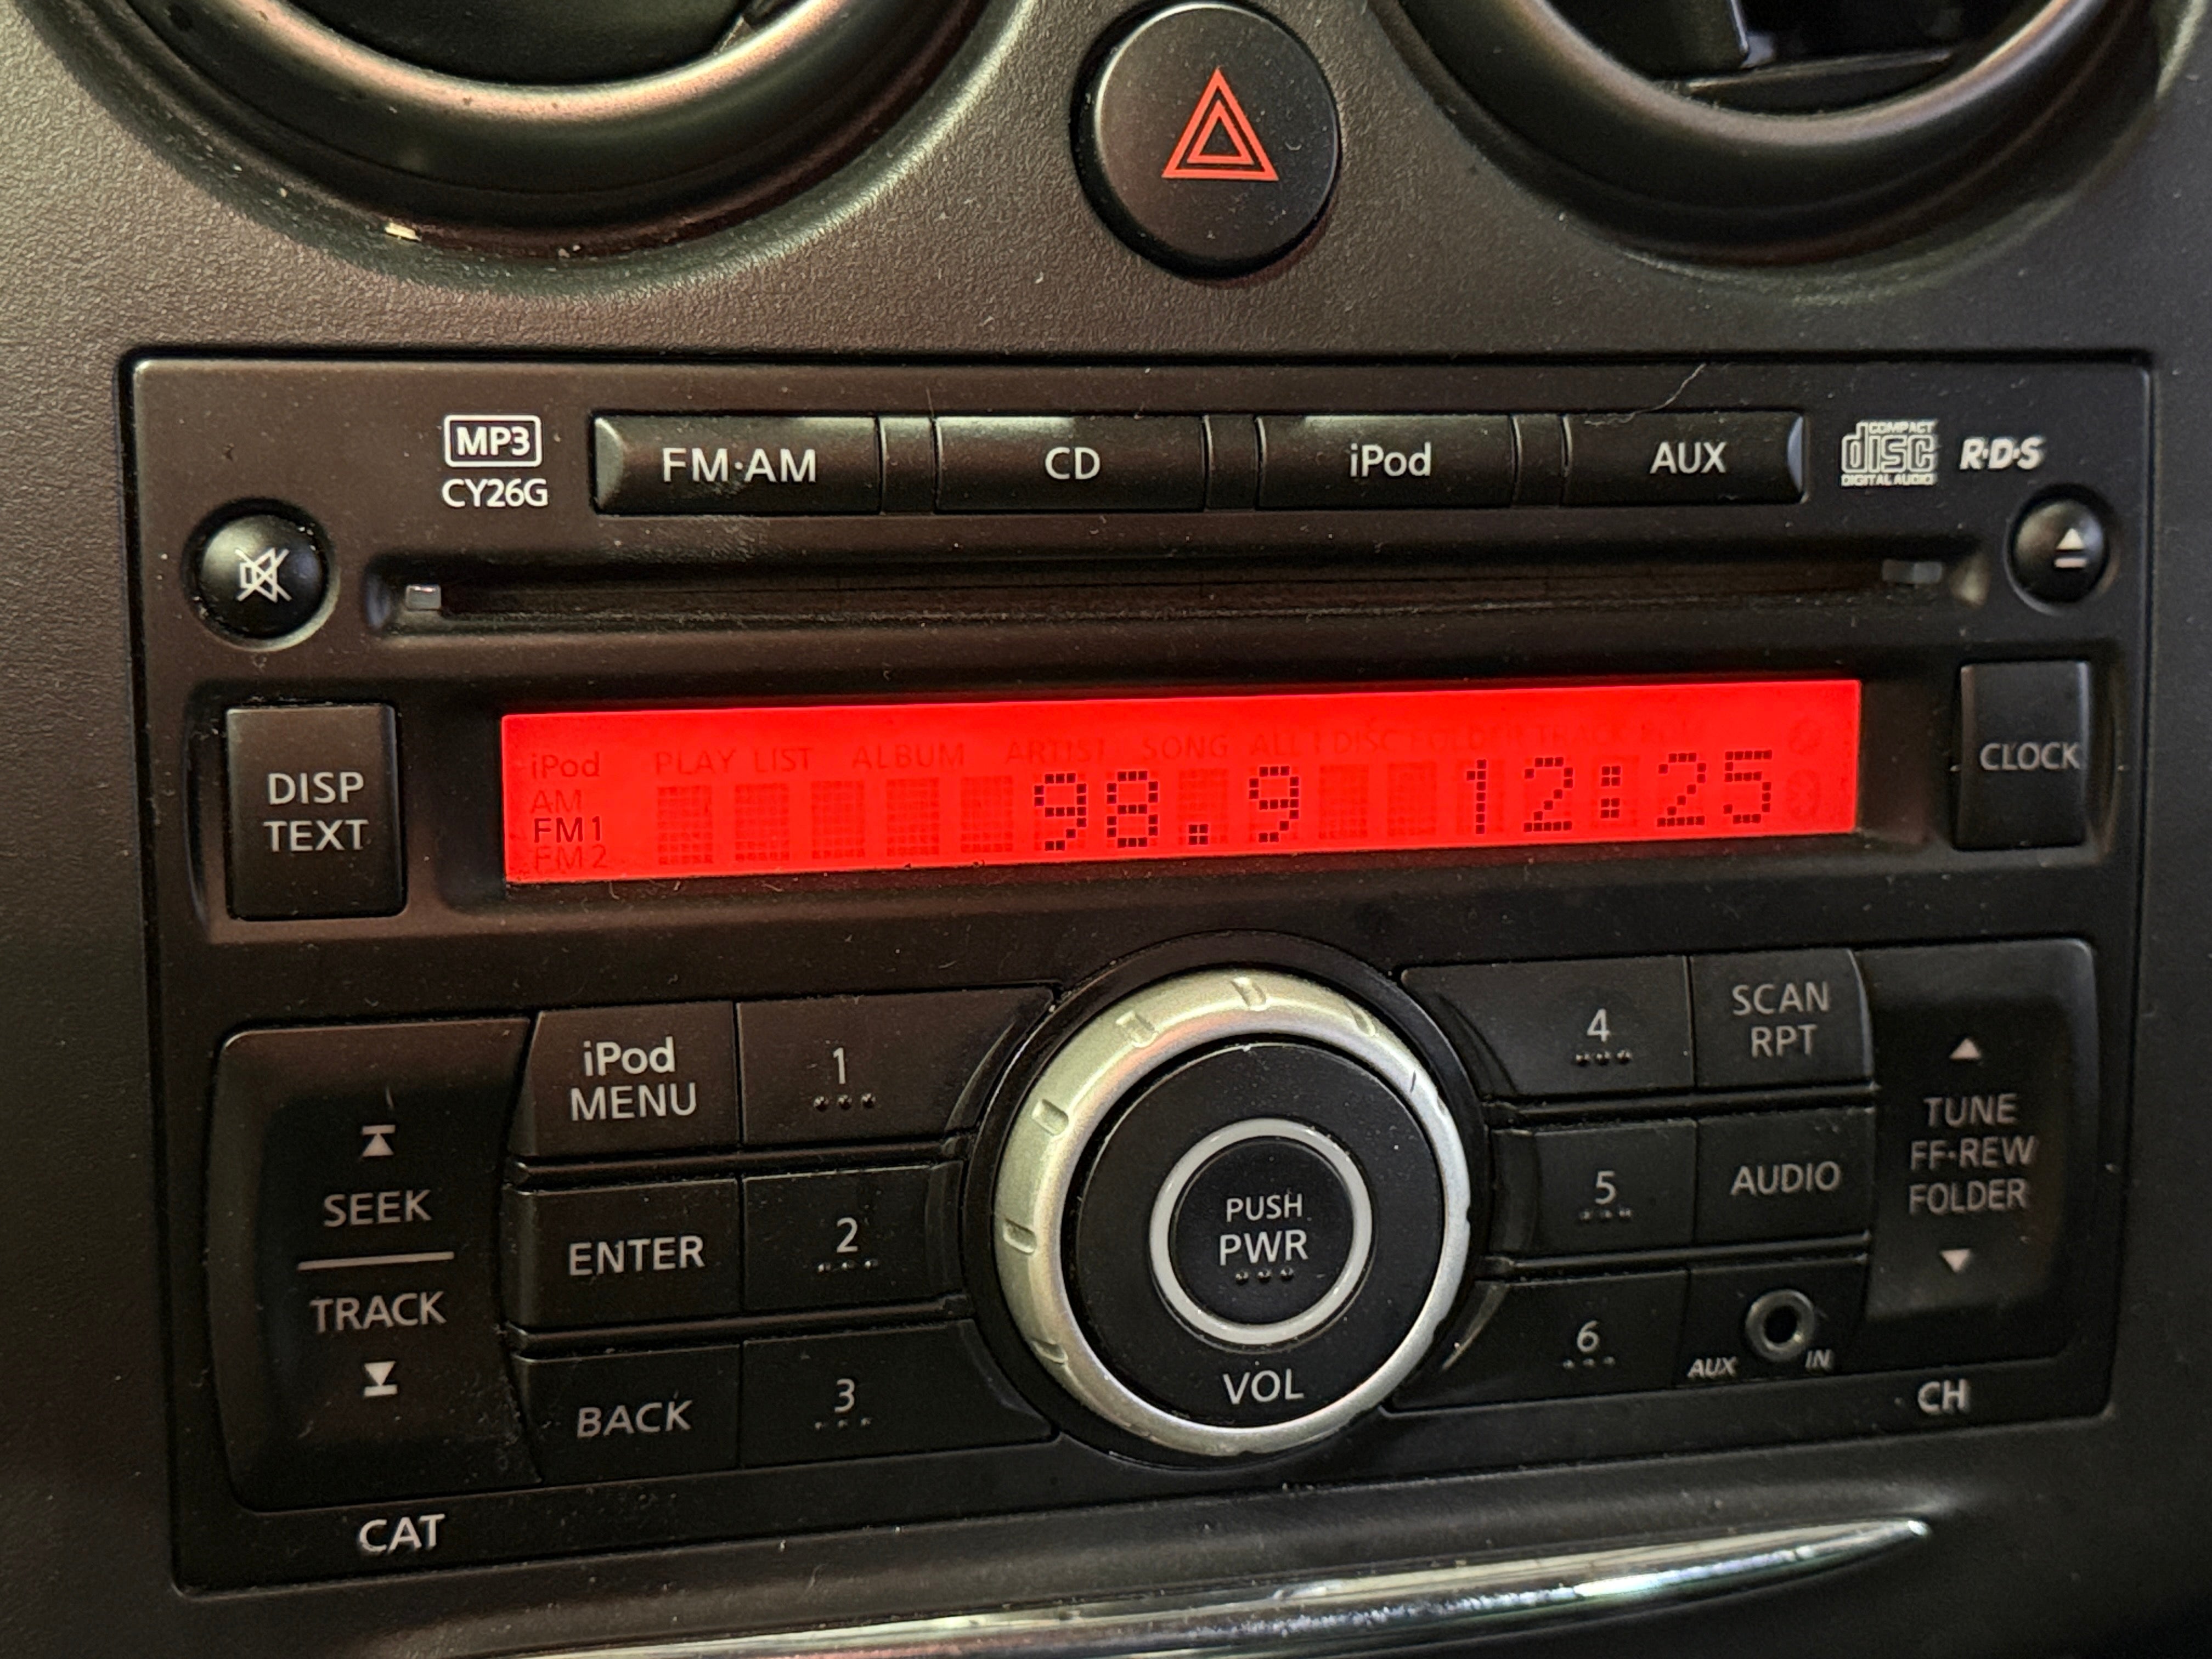 MP3
CY26G
FM·AM
CD
iPod
AUX
COMPACT
disc
DIGITAL AUDIO
R·D·S
DISP
TEXT
iPod PLAY LIST ALBUM ARTIST SONG ALL 1 DISC FOLDER TRACK
AM
FM1
FM2
98.9 12:25
CLOCK
SEEK
TRACK
CAT
iPod
MENU
1
ENTER
2
BACK
3
PUSH
PWR
VOL
4
SCAN
RPT
5
AUDIO
6
AUX IN
TUNE
FF·REW
FOLDER
CH